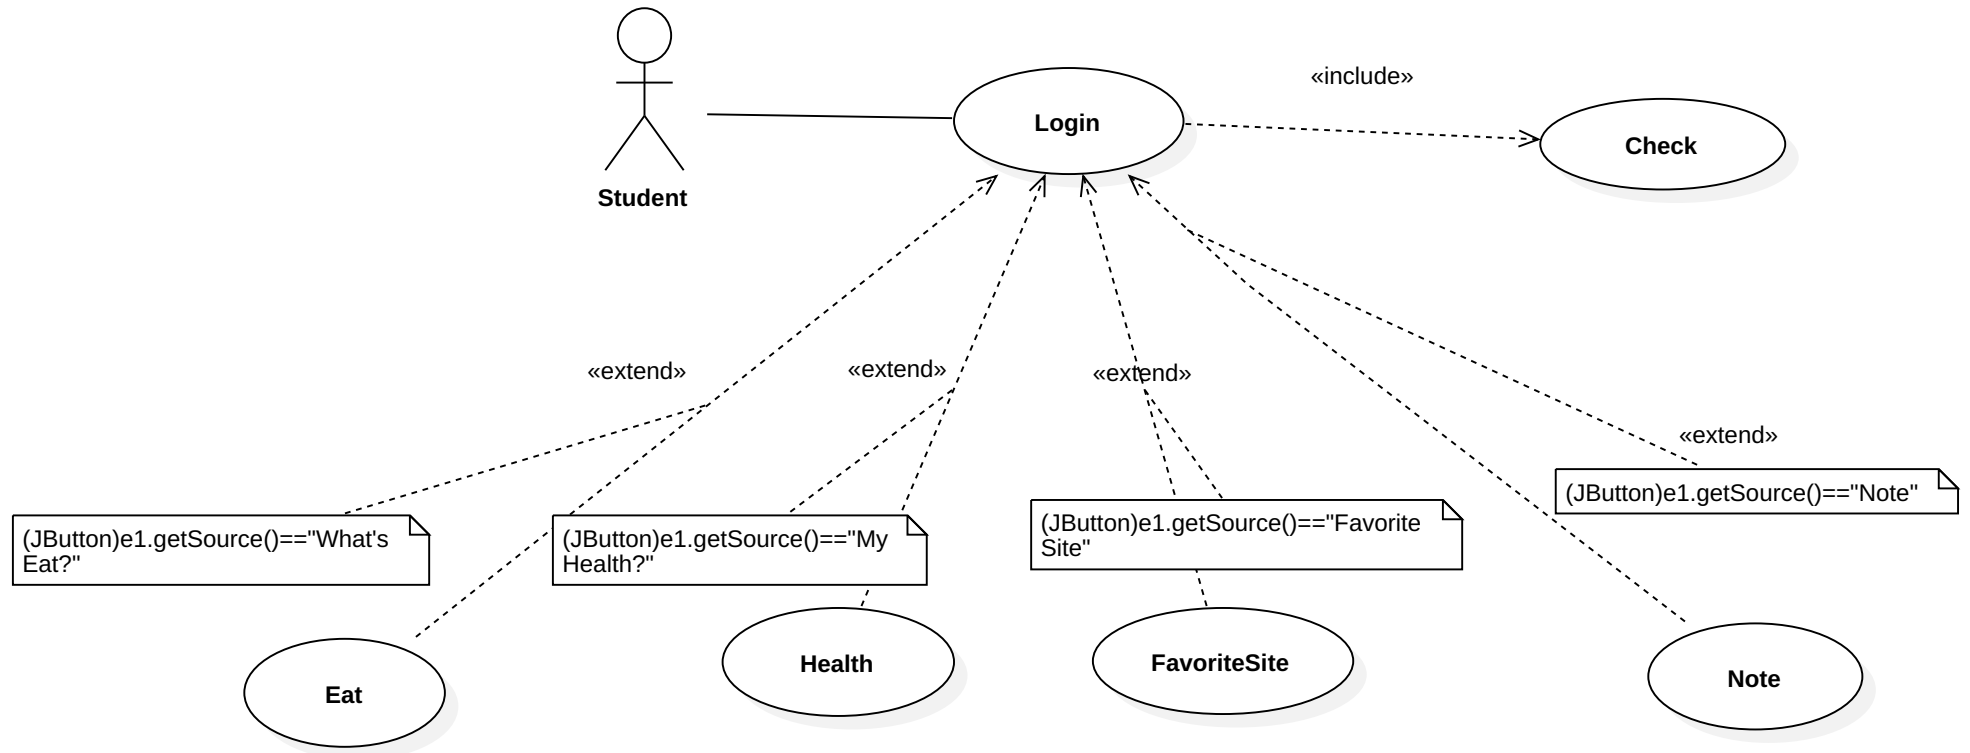 «include»
Login
Check
Student
«extend»
«extend»
«extend»
«extend»
(JButton)e1.getSource()=="Note"
(JButton)e1.getSource()=="What's
Eat?"
(JButton)e1.getSource()=="My
Health?"
(JButton)e1.getSource()=="Favorite
Site"
Eat
Health
FavoriteSite
Note